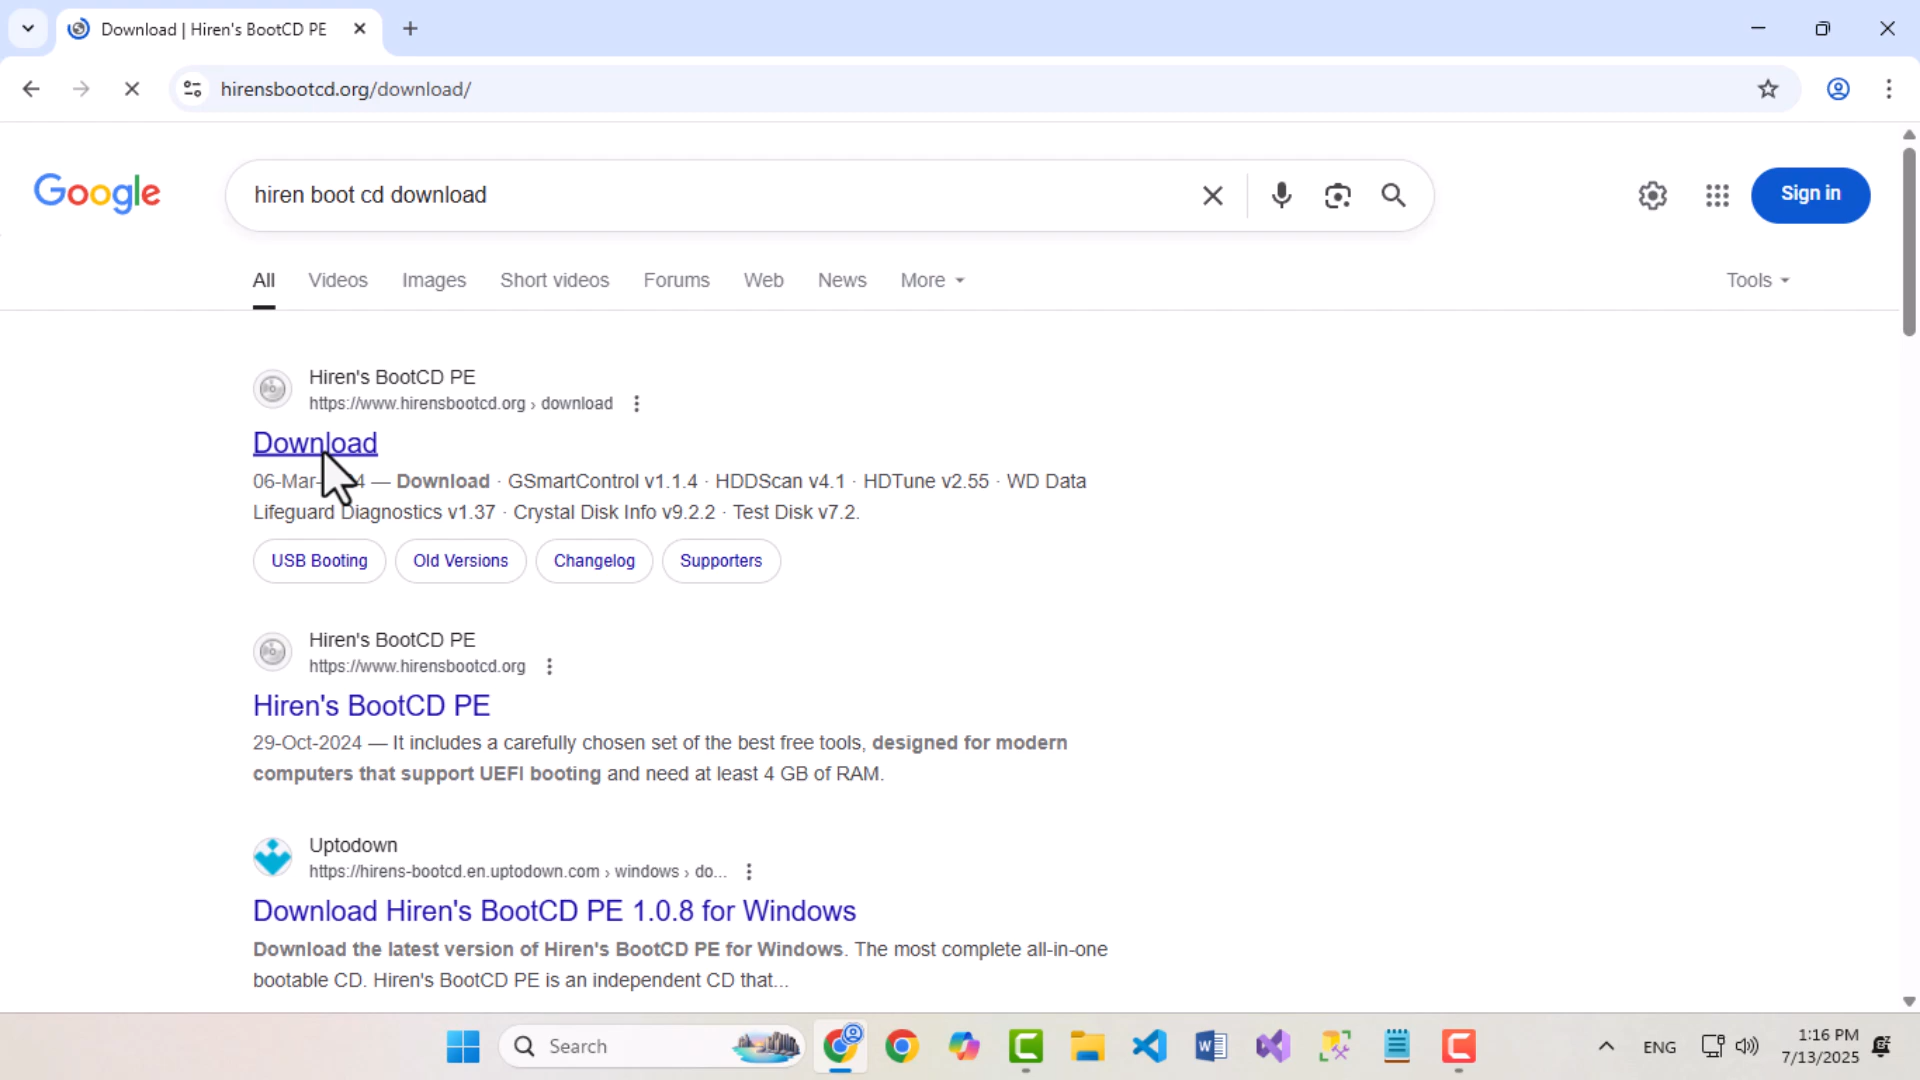 Download | Hiren's BootCD PE
hirensbootcd.org/download/
Google
hiren boot cd download
Sign in
All Videos Images Short videos Forums Web News More Tools
Hiren's BootCD PE
https://www.hirensbootcd.org › download
Download
— Download · GSmartControl v1.1.4 · HDDScan v4.1 · HDTune v2.55 · WD Data
Lifeguard Diagnostics v1.37 · Crystal Disk Info v9.2.2 · Test Disk v7.2.
USB Booting Old Versions Changelog Supporters
Hiren's BootCD PE
https://www.hirensbootcd.org
Hiren's BootCD PE
29-Oct-2024 — It includes a carefully chosen set of the best free tools, designed for modern
computers that support UEFI booting and need at least 4 GB of RAM.
Uptodown
https://hirens-bootcd.en.uptodown.com › windows › do...
Download Hiren's BootCD PE 1.0.8 for Windows
Download the latest version of Hiren's BootCD PE for Windows. The most complete all-in-one
bootable CD. Hiren's BootCD PE is an independent CD that...
Search
ENG
1:16 PM
7/13/2025